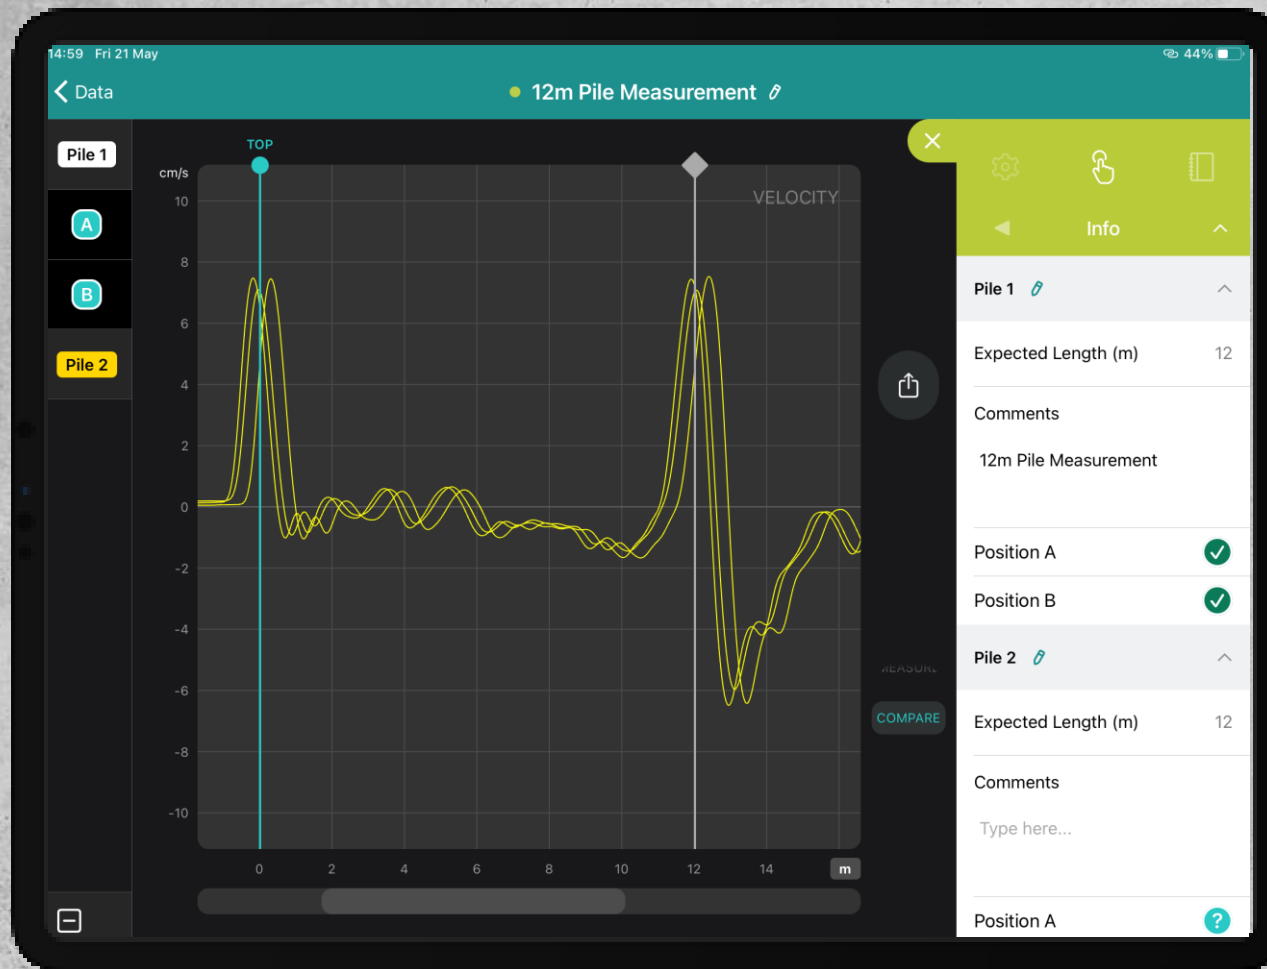 14:59 Fri 21 May
44%
Data
12m Pile Measurement
Pile 1
A
B
Pile 2
TOP
cm/s
VELOCITY
10
8
6
4
2
0
-2
-4
-6
-8
-10
0 2 4 6 8 10 12 14 m
MEASURE
COMPARE
Info
Pile 1
Expected Length (m) 12
Comments
12m Pile Measurement
Position A
Position B
Pile 2
Expected Length (m) 12
Comments
Type here...
Position A ?